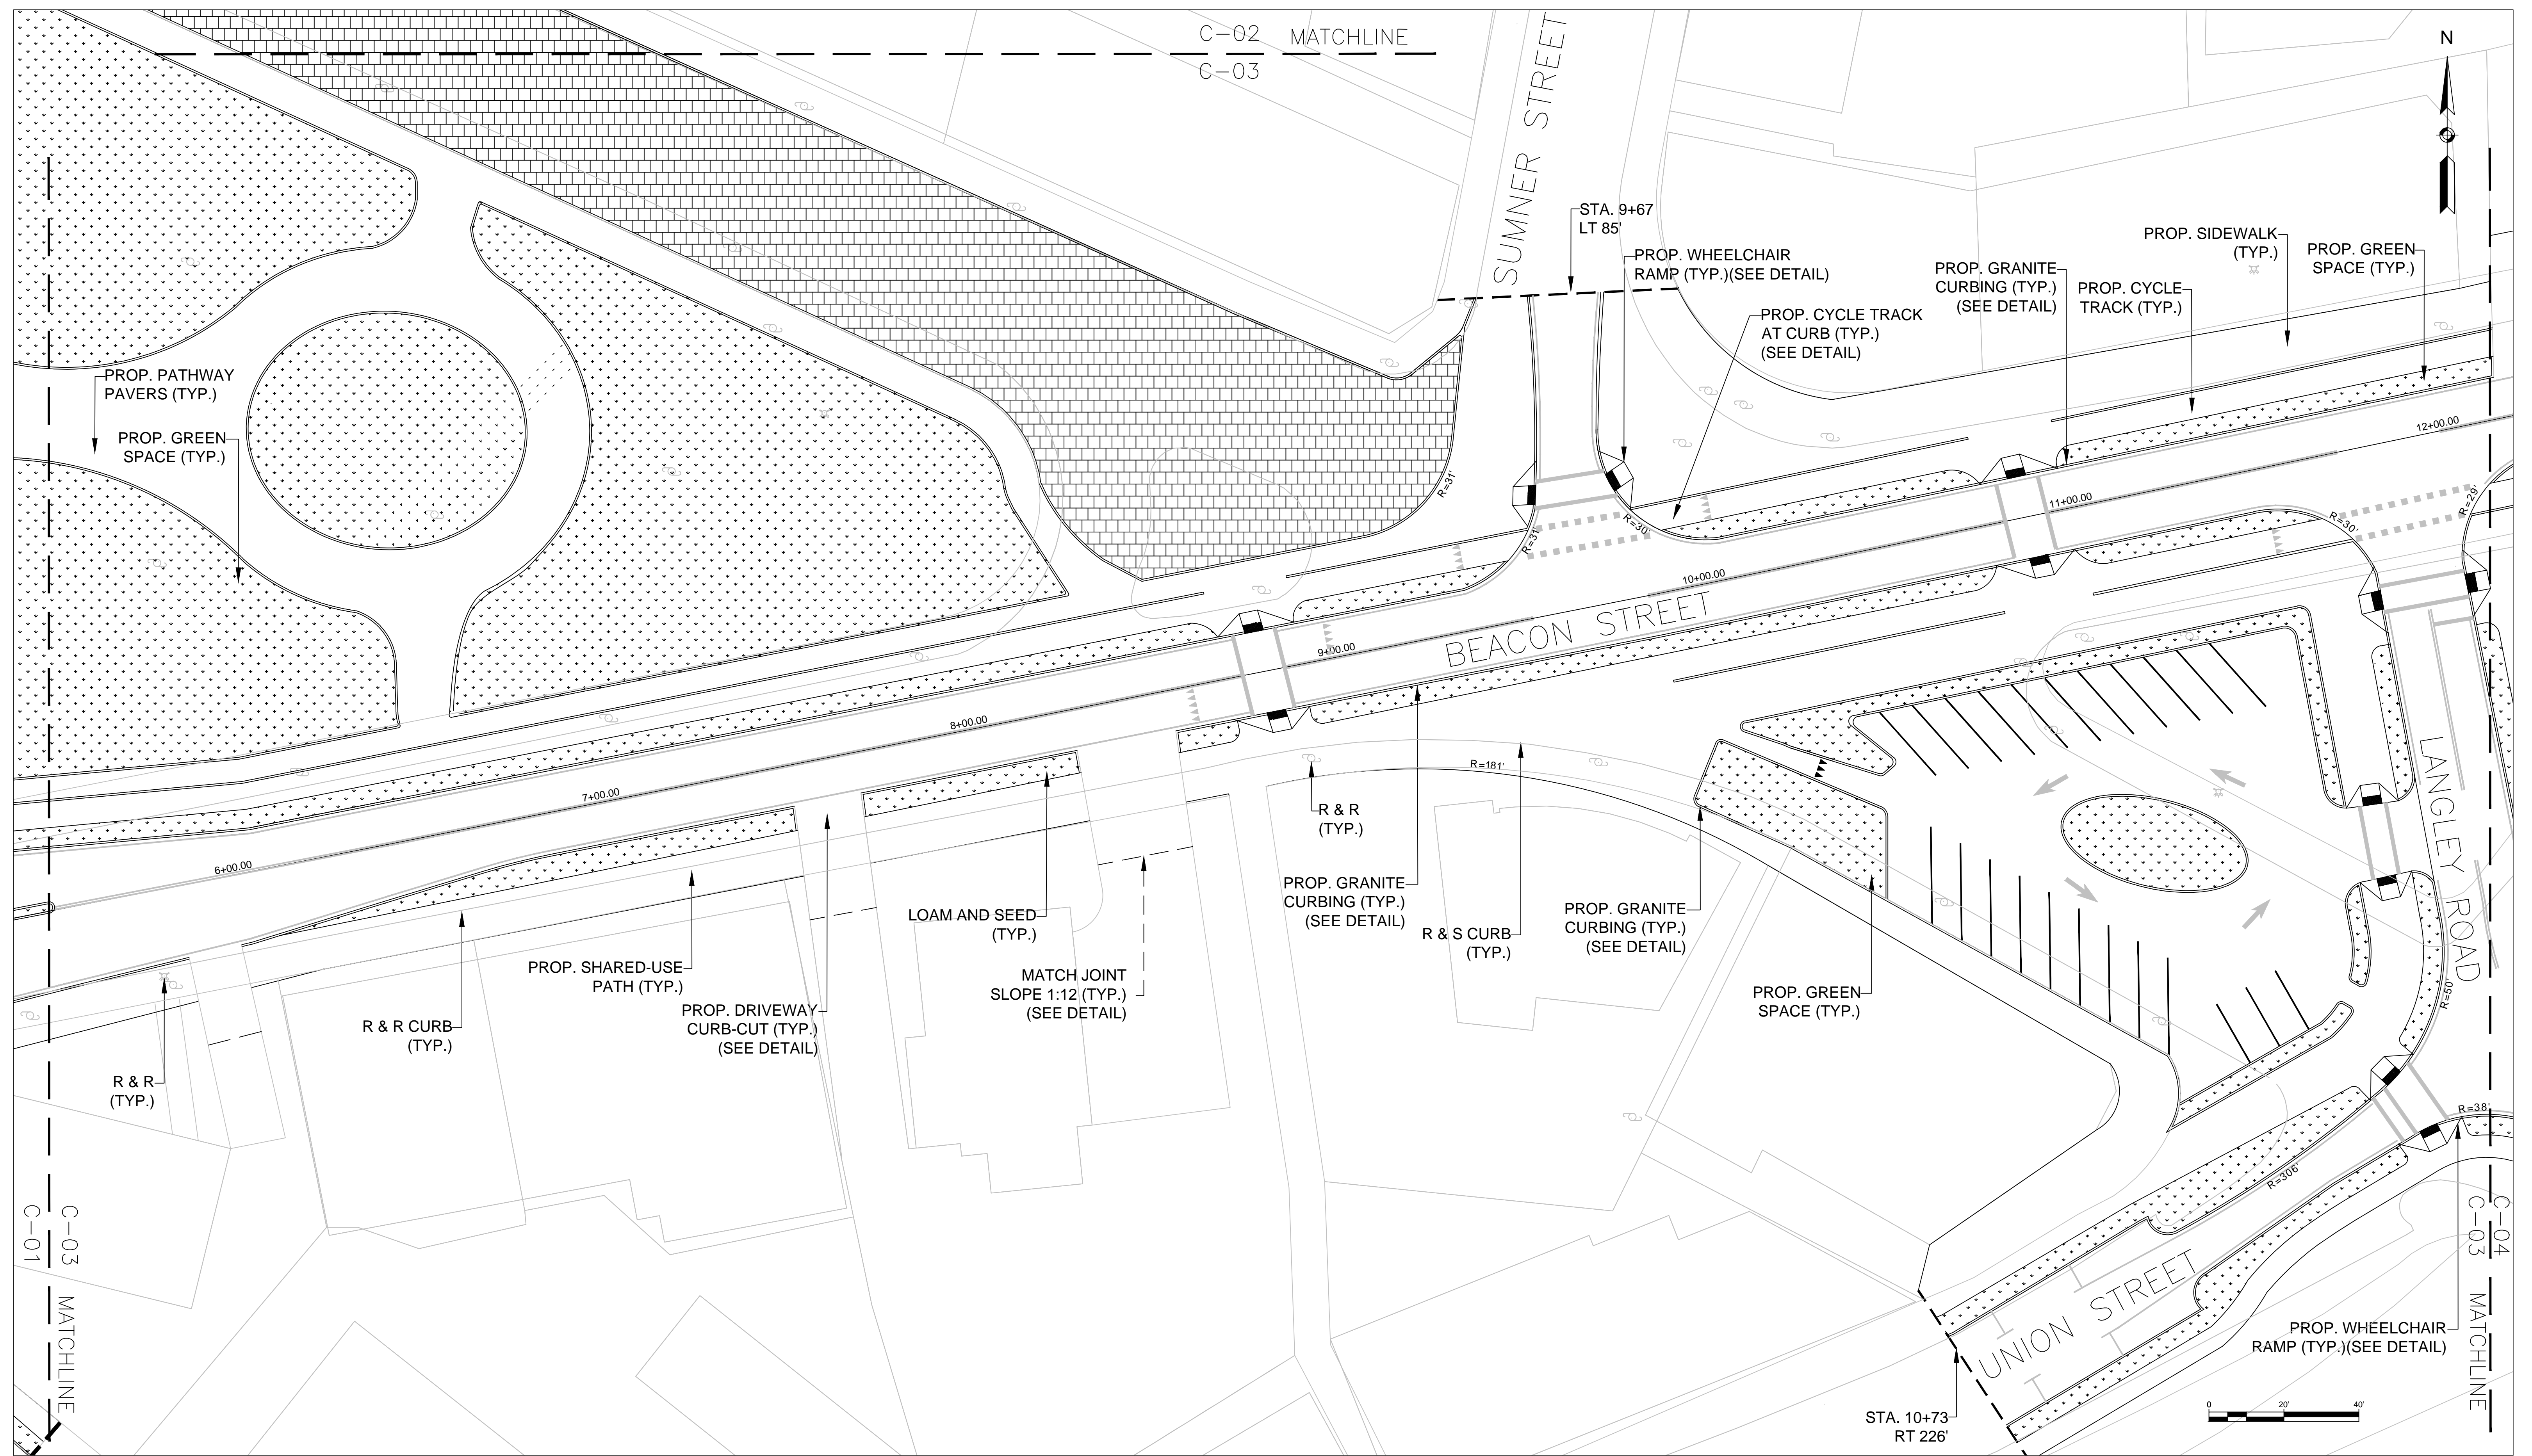 C-02 MATCHLINE
C-03
N
SUMNER STREET
STA. 9+67
LT 85'
PROP. WHEELCHAIR
RAMP (TYP.)(SEE DETAIL)
PROP. CYCLE TRACK
AT CURB (TYP.)
(SEE DETAIL)
PROP. GRANITE
CURBING (TYP.)
(SEE DETAIL)
PROP. CYCLE
TRACK (TYP.)
PROP. SIDEWALK
(TYP.)
PROP. GREEN
SPACE (TYP.)
PROP. PATHWAY
PAVERS (TYP.)
PROP. GREEN
SPACE (TYP.)
R=31'
R=31'
R=30'
R=30'
R=29'
12+00.00
11+00.00
10+00.00
9+00.00
8+00.00
7+00.00
6+00.00
BEACON STREET
R=181'
R & R
(TYP.)
PROP. GRANITE
CURBING (TYP.)
(SEE DETAIL)
R & S CURB
(TYP.)
PROP. GRANITE
CURBING (TYP.)
(SEE DETAIL)
PROP. GREEN
SPACE (TYP.)
LANGLEY ROAD
LOAM AND SEED
(TYP.)
MATCH JOINT
SLOPE 1:12 (TYP.)
(SEE DETAIL)
PROP. SHARED-USE
PATH (TYP.)
PROP. DRIVEWAY
CURB-CUT (TYP.)
(SEE DETAIL)
R & R CURB
(TYP.)
R & R
(TYP.)
R=50'
R=38'
R=306'
C-01
C-03 MATCHLINE
C-04
C-03 MATCHLINE
UNION STREET
PROP. WHEELCHAIR
RAMP (TYP.)(SEE DETAIL)
STA. 10+73
RT 226'
0 20' 40'